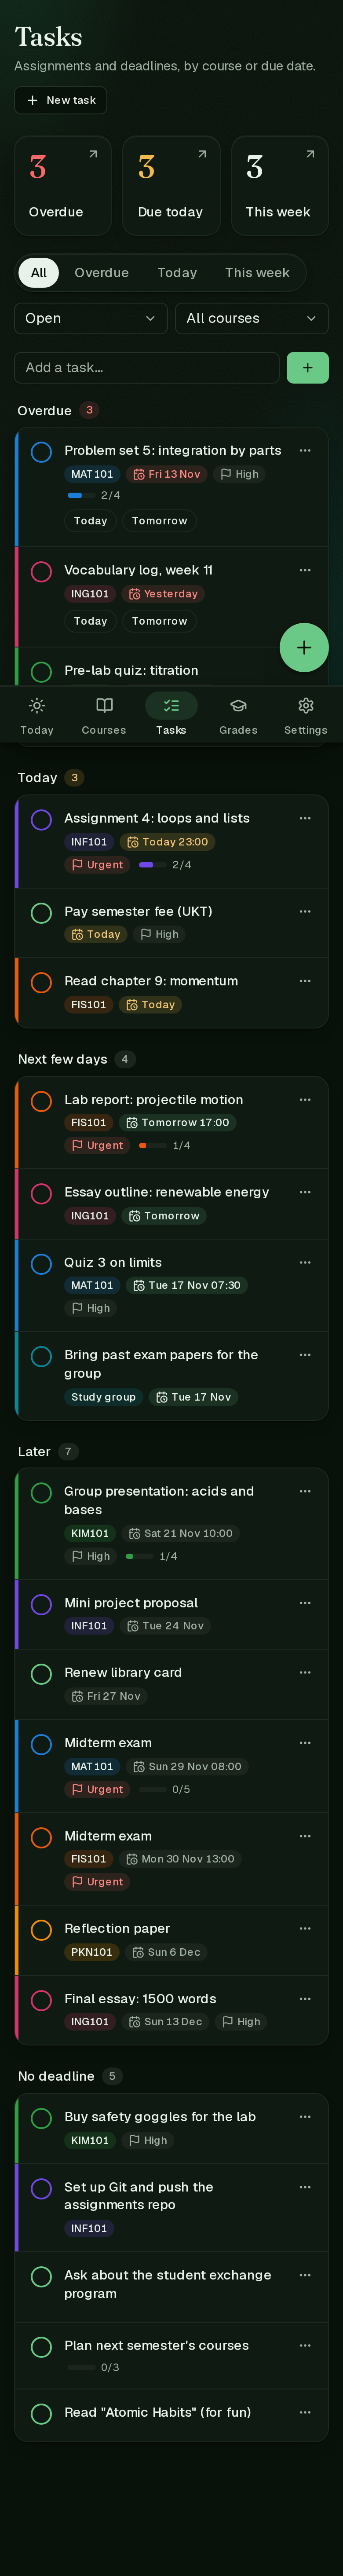 Tasks
Assignments and deadlines, by course or due date.
New task
3 3 3
Overdue Due today This week
All Overdue Today This week
Open All courses
Add a task...
Overdue 3
Problem set 5: integration by parts
MAT101 Fri 13 Nov High
2/4
Today Tomorrow
Vocabulary log, week 11
ING101 Yesterday
Today Tomorrow
Pre-lab quiz: titration
Today Courses Tasks Grades Settings
Today 3
Assignment 4: loops and lists
INF101 Today 23:00
Urgent 2/4
Pay semester fee (UKT)
Today High
Read chapter 9: momentum
FIS101 Today
Next few days 4
Lab report: projectile motion
FIS101 Tomorrow 17:00
Urgent 1/4
Essay outline: renewable energy
ING101 Tomorrow
Quiz 3 on limits
MAT101 Tue 17 Nov 07:30
High
Bring past exam papers for the
group
Study group Tue 17 Nov
Later 7
Group presentation: acids and
bases
KIM101 Sat 21 Nov 10:00
High 1/4
Mini project proposal
INF101 Tue 24 Nov
Renew library card
Fri 27 Nov
Midterm exam
MAT101 Sun 29 Nov 08:00
Urgent 0/5
Midterm exam
FIS101 Mon 30 Nov 13:00
Urgent
Reflection paper
PKN101 Sun 6 Dec
Final essay: 1500 words
ING101 Sun 13 Dec High
No deadline 5
Buy safety goggles for the lab
KIM101 High
Set up Git and push the
assignments repo
INF101
Ask about the student exchange
program
Plan next semester's courses
0/3
Read "Atomic Habits" (for fun)